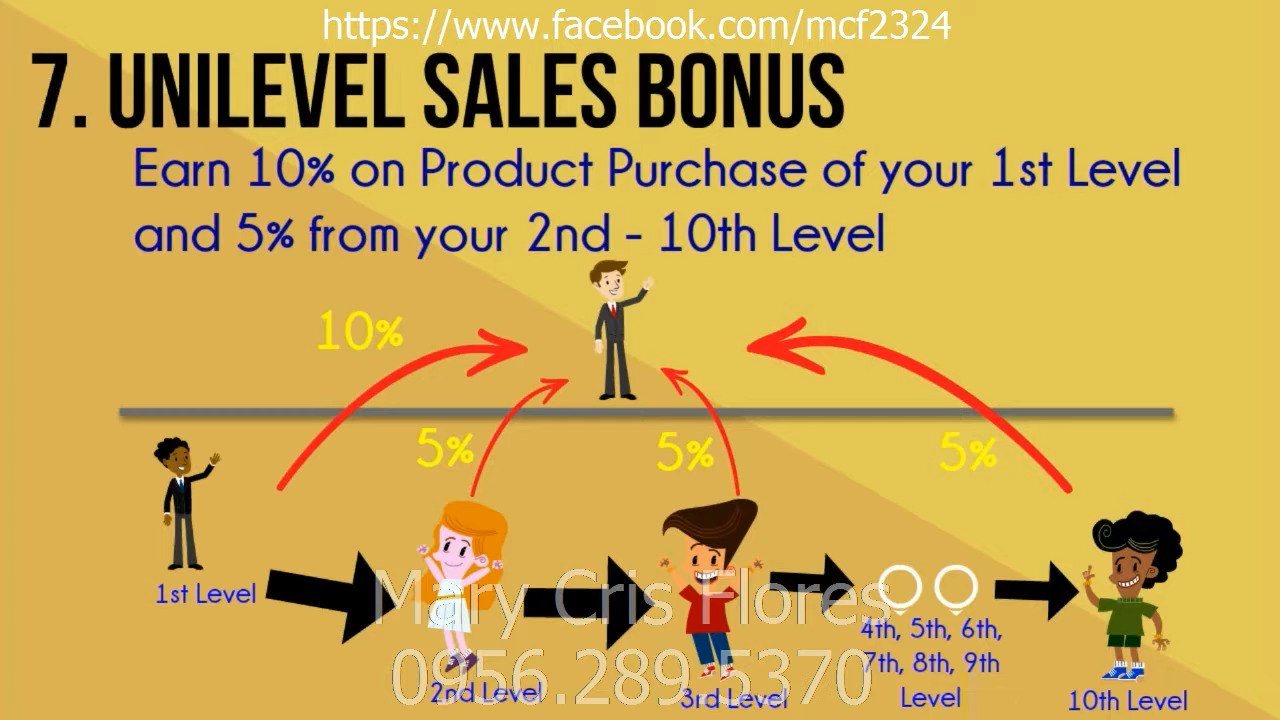 https://www.facebook.com/mcf2324
7. UNILEVEL SALES BONUS
Earn 10% on Product Purchase of your 1st Level
and 5% from your 2nd - 10th Level
10%
5%
5%
5%
1st Level
Mary Cris Flores
4th, 5th, 6th,
7th, 8th, 9th
Level
0956.289.5370
2nd Level
3rd Level
10th Level